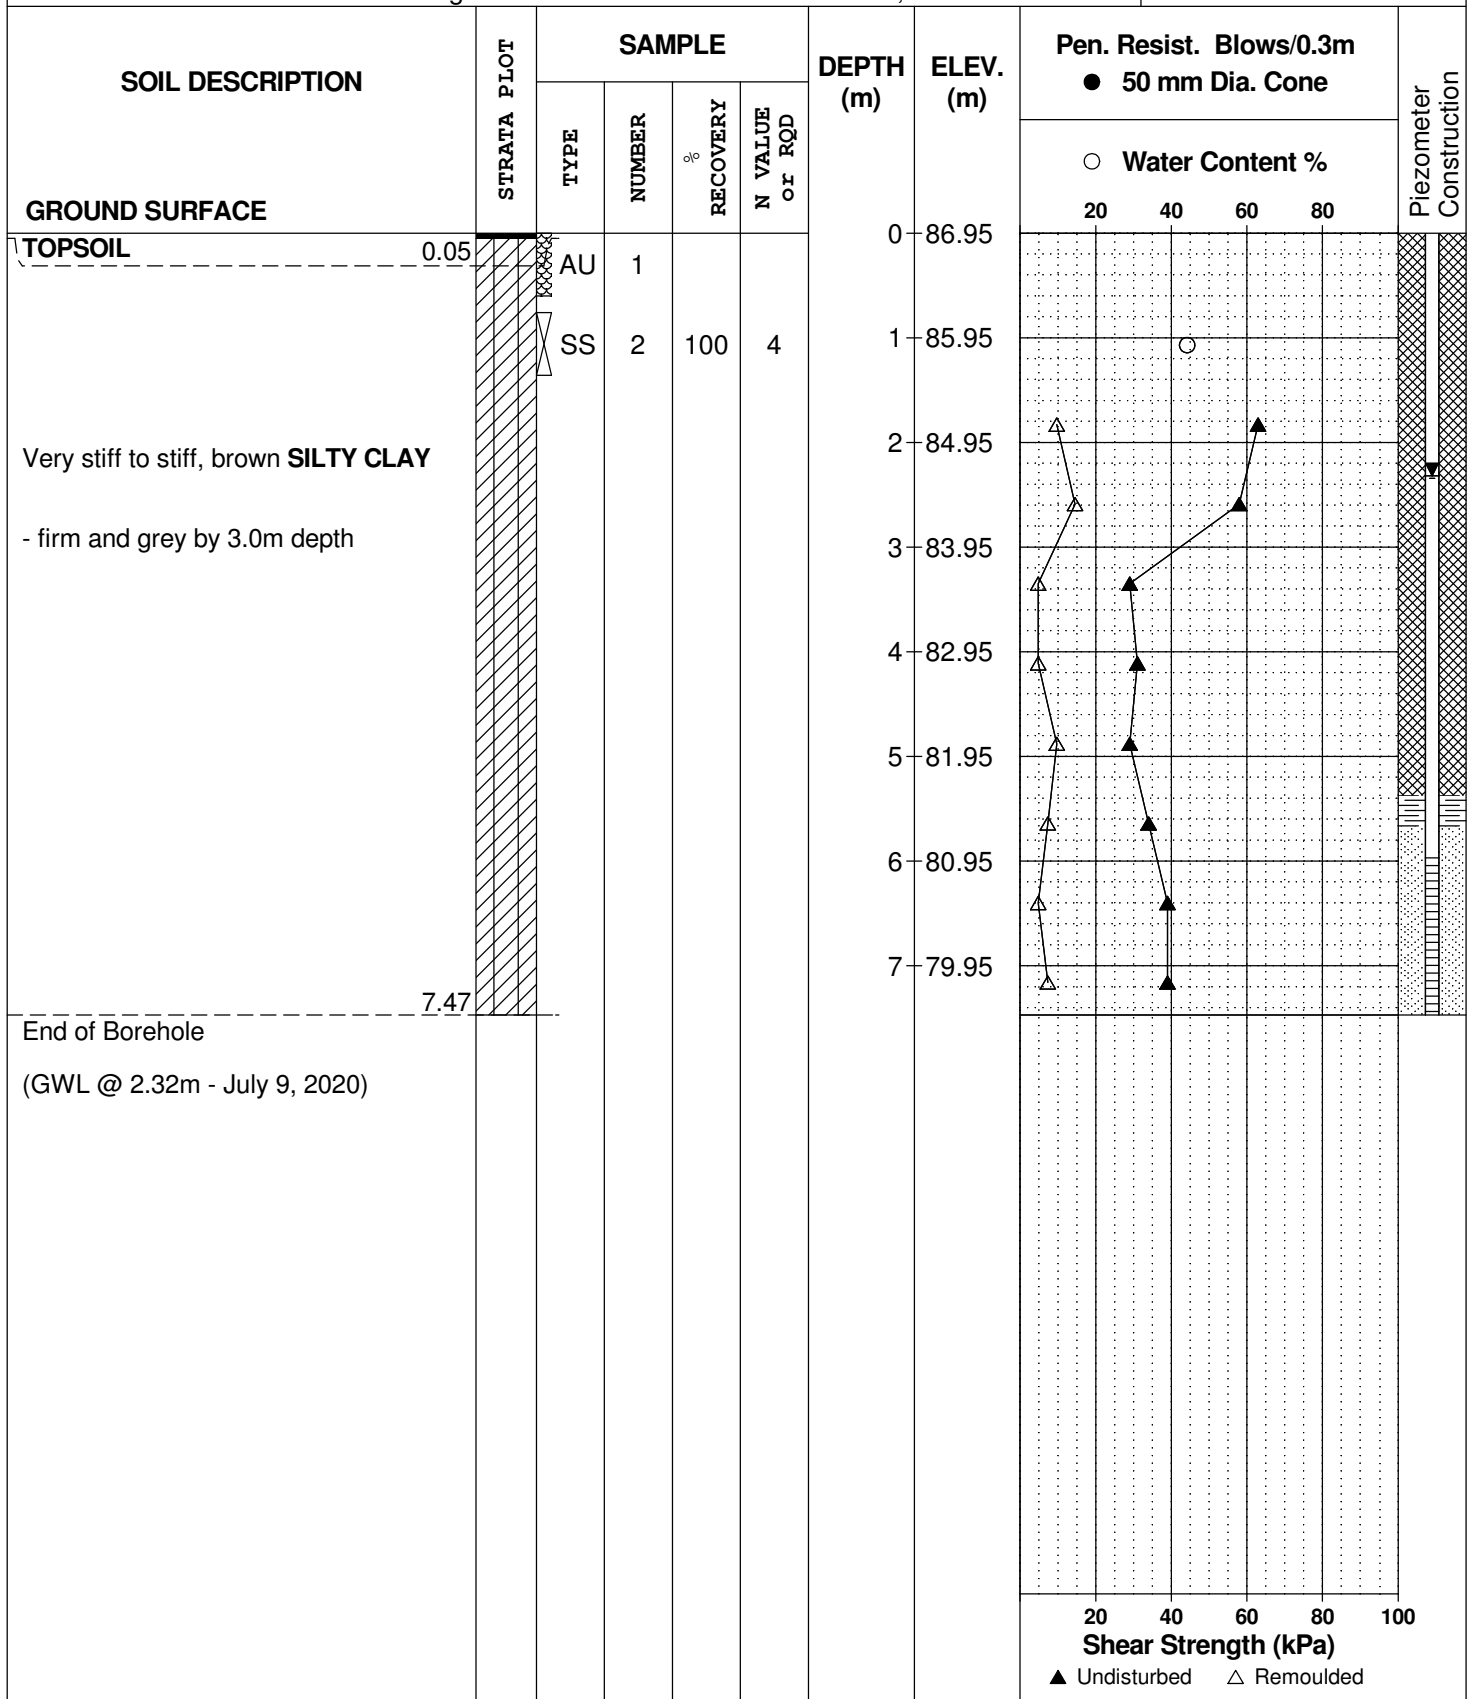 SOIL DESCRIPTION
GROUND SURFACE
STRATA PLOT
SAMPLE
TYPE
NUMBER
% RECOVERY
N VALUE or RQD
DEPTH (m)
ELEV. (m)
Pen. Resist. Blows/0.3m
● 50 mm Dia. Cone
○ Water Content %
20 40 60 80
Piezometer Construction
TOPSOIL 0.05
AU 1
0 86.95
SS 2 100 4
1 85.95
2 84.95
Very stiff to stiff, brown SILTY CLAY
- firm and grey by 3.0m depth
3 83.95
4 82.95
5 81.95
6 80.95
7 79.95
7.47
End of Borehole
(GWL @ 2.32m - July 9, 2020)
20 40 60 80 100
Shear Strength (kPa)
▲ Undisturbed △ Remoulded